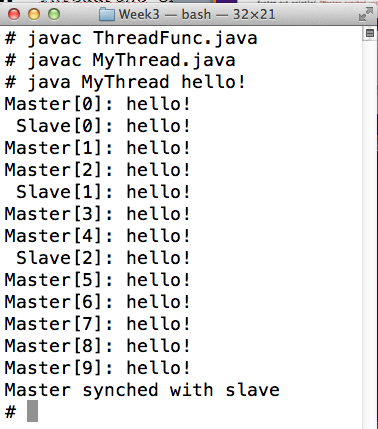 Week3 — bash — 32×21
# javac ThreadFunc.java
# javac MyThread.java
# java MyThread hello!
Master[0]: hello!
 Slave[0]: hello!
Master[1]: hello!
Master[2]: hello!
 Slave[1]: hello!
Master[3]: hello!
Master[4]: hello!
 Slave[2]: hello!
Master[5]: hello!
Master[6]: hello!
Master[7]: hello!
Master[8]: hello!
Master[9]: hello!
Master synched with slave
#